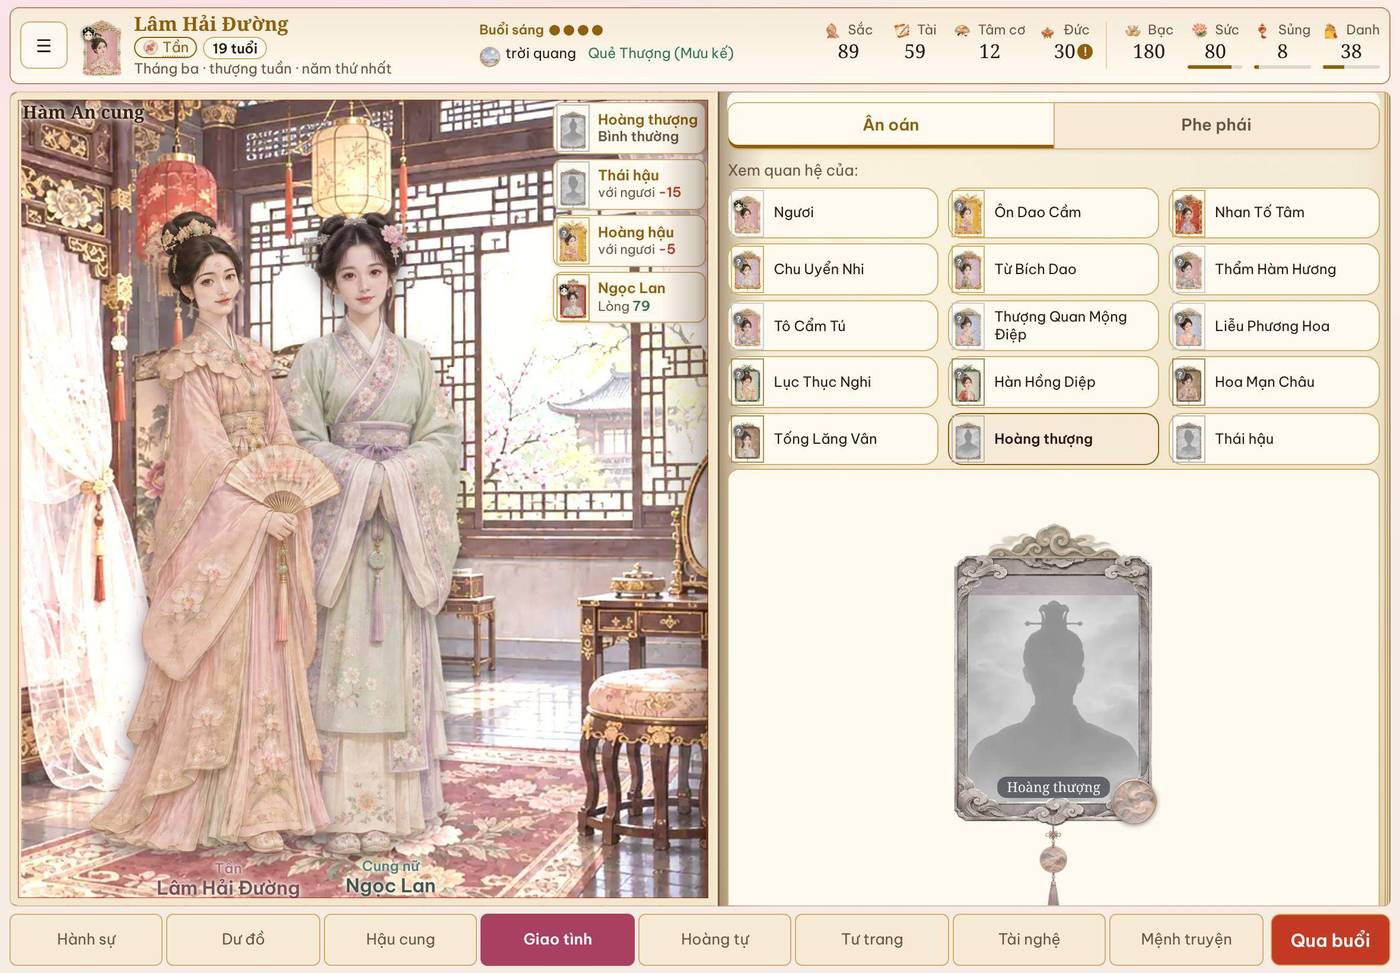 ☰
Lâm Hải Đường
Tần
19 tuổi
Tháng ba · thượng tuần · năm thứ nhất
Buổi sáng
trời quang
Quẻ Thượng (Mưu kế)
Sắc
89
Tài
59
Tâm cơ
12
Đức
30 !
Bạc
180
Sức
80
Sủng
8
Danh
38
Hàm An cung
Hoàng thượng
Bình thường
Thái hậu
với ngươi -15
Hoàng hậu
với ngươi -5
Ngọc Lan
Lòng 79
Tần
Lâm Hải Đường
Cung nữ
Ngọc Lan
Ân oán
Phe phái
Xem quan hệ của:
Ngươi
Ôn Dao Cầm
Nhan Tố Tâm
Chu Uyển Nhi
Từ Bích Dao
Thẩm Hàm Hương
Tô Cẩm Tú
Thượng Quan Mộng
Điệp
Liễu Phương Hoa
Lục Thục Nghi
Hàn Hồng Diệp
Hoa Mạn Châu
Tống Lăng Vân
Hoàng thượng
Thái hậu
Hoàng thượng
Hành sự
Dư đồ
Hậu cung
Giao tình
Hoàng tự
Tư trang
Tài nghệ
Mệnh truyện
Qua buổi